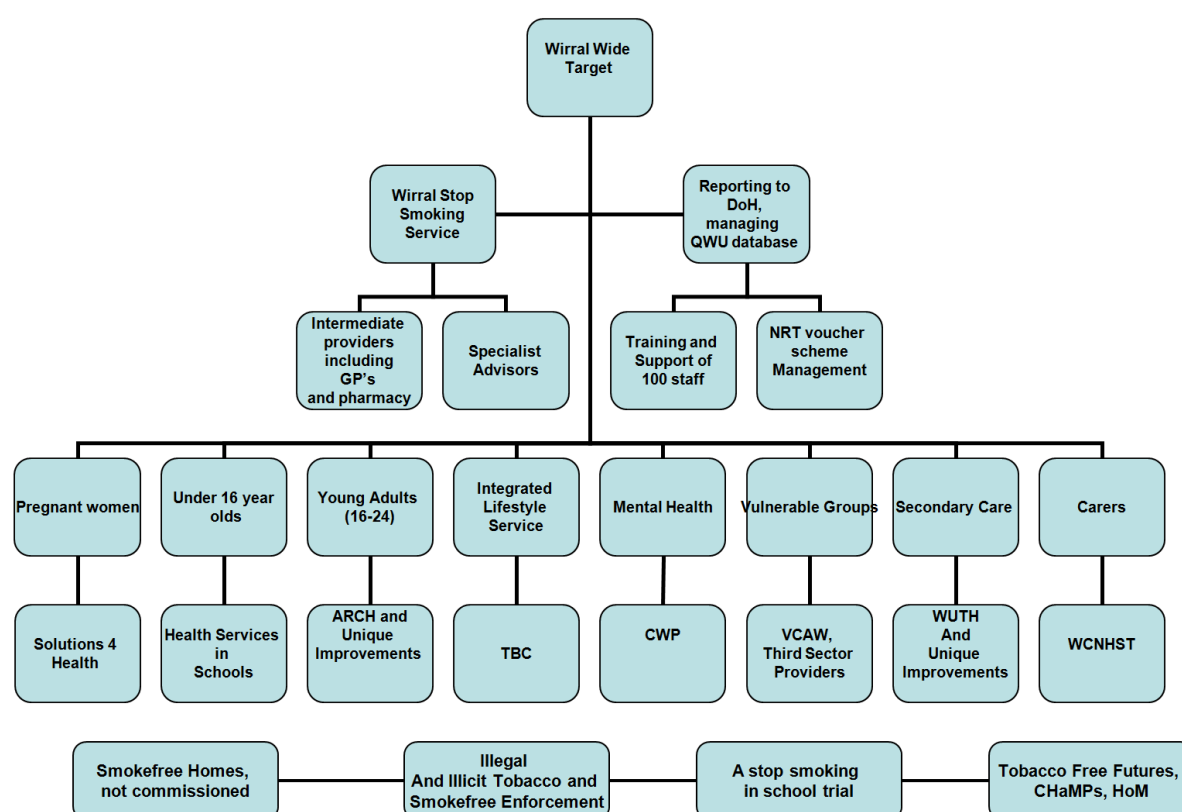 Wirral Wide
Target
Wirral Stop
Smoking
Service
Reporting to
DoH,
managing
QWU database
Intermediate
providers
including
GP's
and pharmacy
Specialist
Advisors
Training and
Support of
100 staff
NRT voucher
scheme
Management
Pregnant women
Under 16 year
olds
Young Adults
(16-24)
Integrated
Lifestyle
Service
Mental Health
Vulnerable Groups
Secondary Care
Carers
Solutions 4
Health
Health Services
in
Schools
ARCH and
Unique
Improvements
TBC
CWP
VCAW,
Third Sector
Providers
WUTH
And
Unique
Improvements
WCNHST
Smokefree Homes,
not commissioned
Illegal
And Illicit Tobacco and
Smokefree Enforcement
A stop smoking
in school trial
Tobacco Free Futures,
CHaMPs, HoM